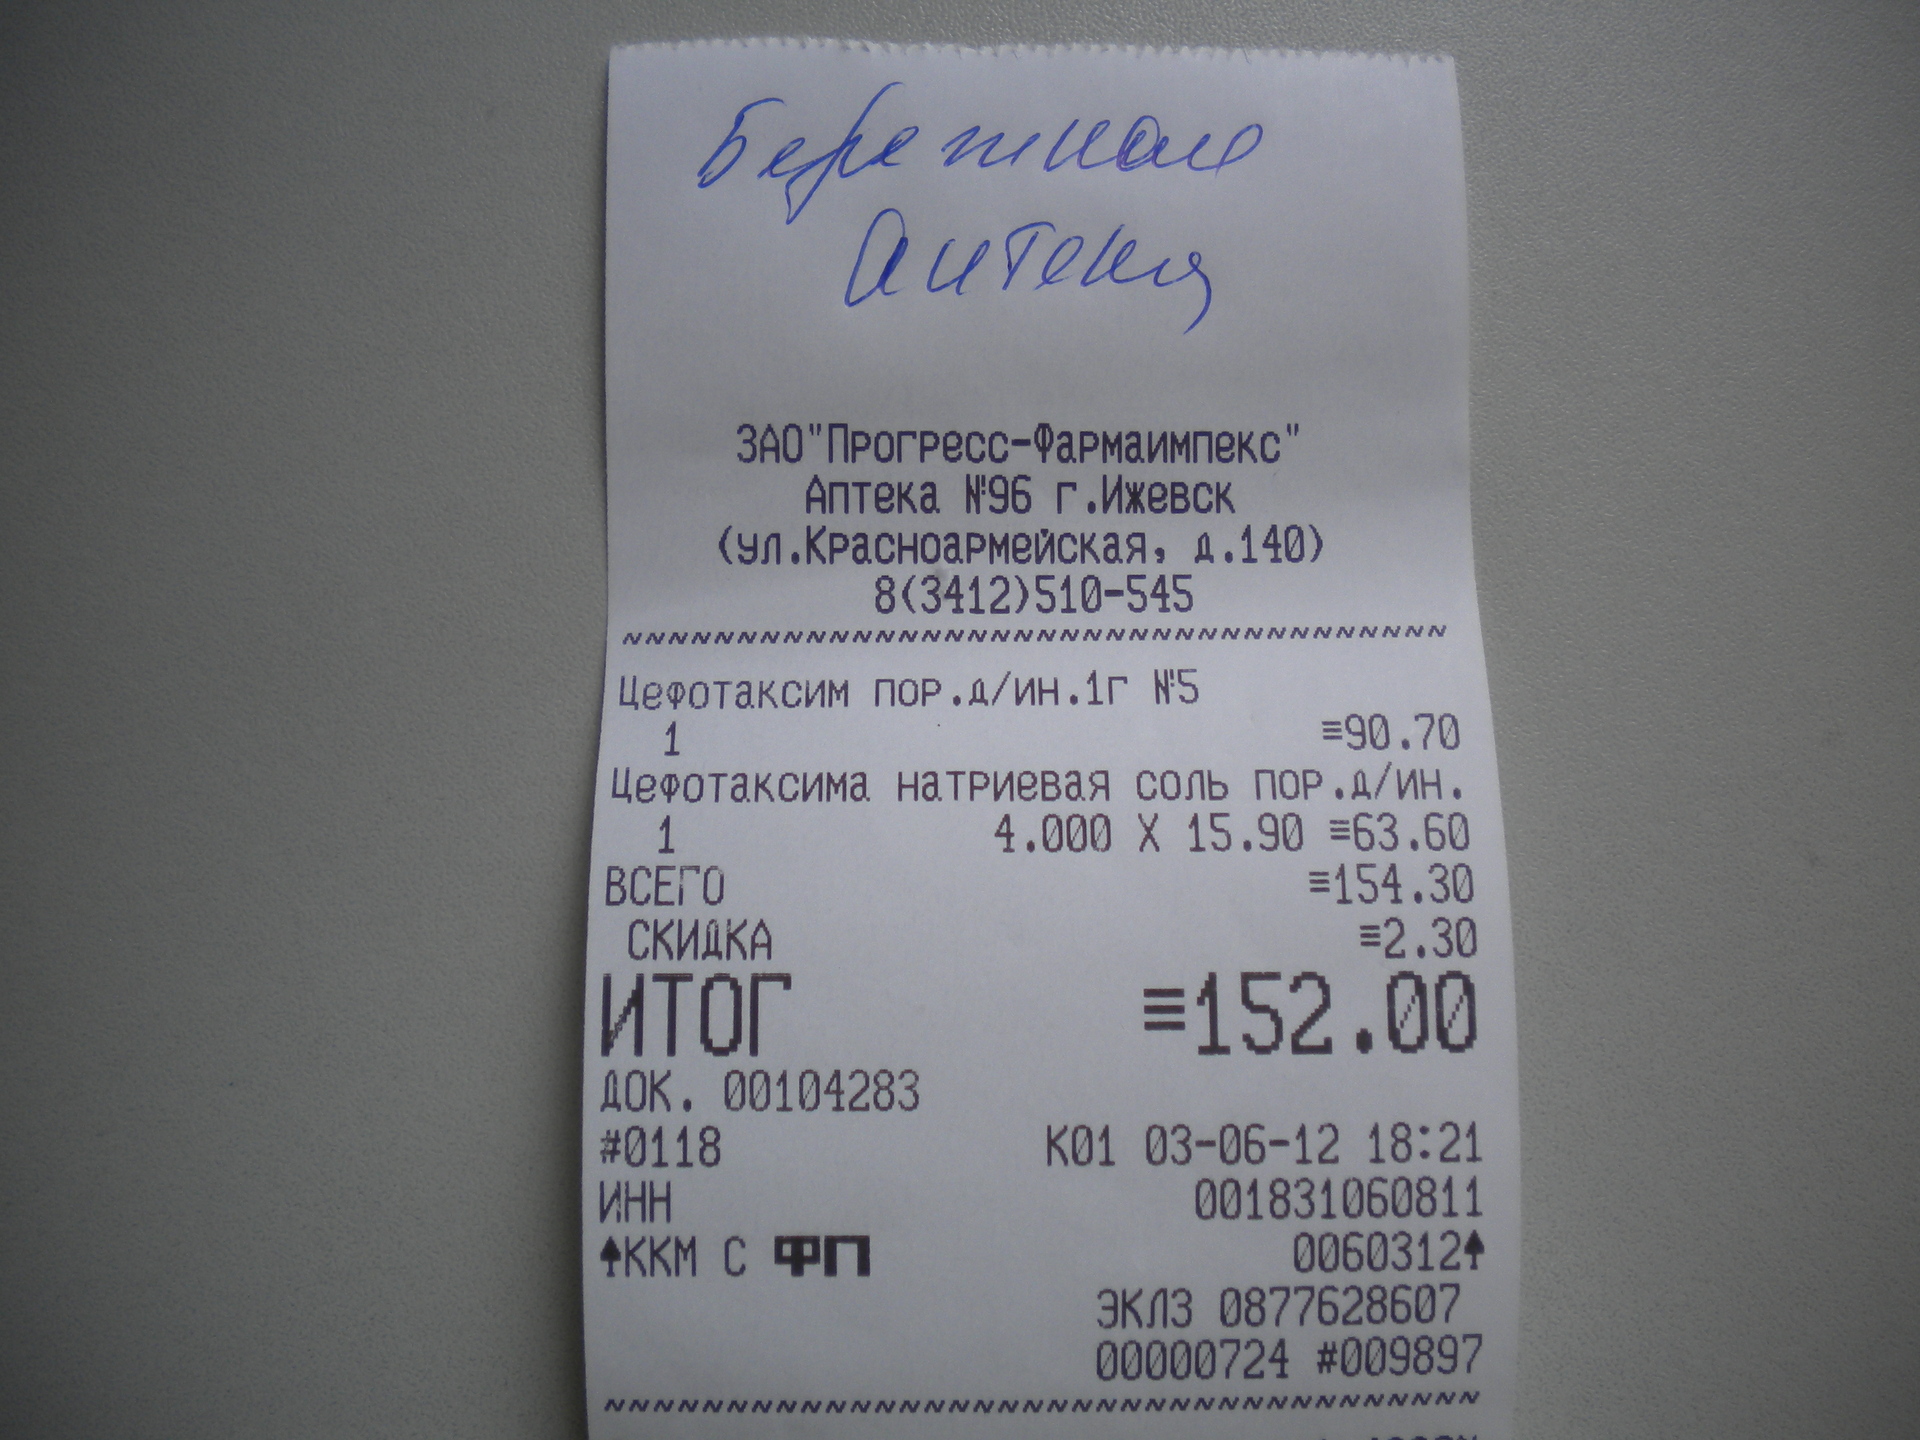 Бережная
аптека
ЗАО"Прогресс-Фармаимпекс"
Аптека №96 г.Ижевск
(ул.Красноармейская, д.140)
8(3412)510-545
~~~~~~~~~~~~~~~~~~~~~~~~~~~~~~~~~~~~
Цефотаксим пор.д/ин.1г №5
1 ≡90.70
Цефотаксима натриевая соль пор.д/ин.
1 4.000 X 15.90 ≡63.60
ВСЕГО ≡154.30
СКИДКА ≡2.30
ИТОГ ≡152.00
ДОК. 00104283
#0118 К01 03-06-12 18:21
ИНН 001831060811
♠ККМ С ФП 0060312♠
ЭКЛЗ 0877628607
00000724 #009897
~~~~~~~~~~~~~~~~~~~~~~~~~~~~~~~~~~~~